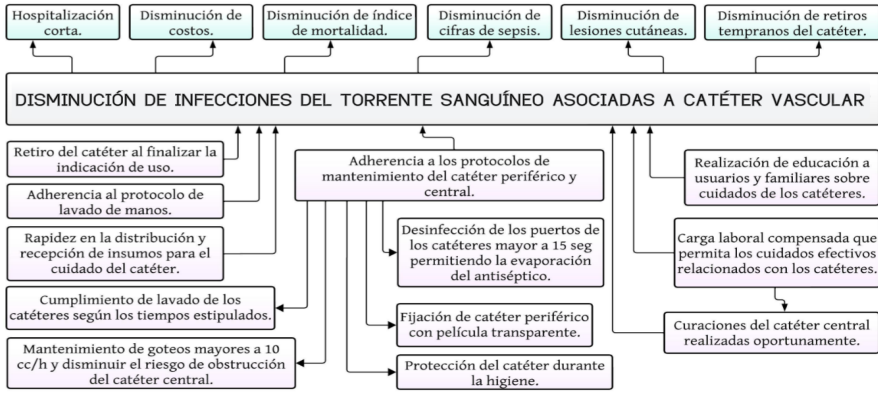 Hospitalización
corta.
Disminución de
costos.
Disminución de índice
de mortalidad.
Disminución de
cifras de sepsis.
Disminución de
lesiones cutáneas.
Disminución de retiros
tempranos del catéter.
DISMINUCIÓN DE INFECCIONES DEL TORRENTE SANGUÍNEO ASOCIADAS A CATÉTER VASCULAR
Retiro del catéter al finalizar la
indicación de uso.
Adherencia al protocolo de
lavado de manos.
Rapidez en la distribución y
recepción de insumos para el
cuidado del catéter.
Cumplimiento de lavado de los
catéteres según los tiempos estipulados.
Mantenimiento de goteos mayores a 10
cc/h y disminuir el riesgo de obstrucción
del catéter central.
Adherencia a los protocolos de
mantenimiento del catéter periférico y
central.
Desinfección de los puertos de
los catéteres mayor a 15 seg
permitiendo la evaporación
del antiséptico.
Fijación de catéter periférico
con película transparente.
Protección del catéter durante
la higiene.
Realización de educación a
usuarios y familiares sobre
cuidados de los catéteres.
Carga laboral compensada que
permita los cuidados efectivos
relacionados con los catéteres.
Curaciones del catéter central
realizadas oportunamente.